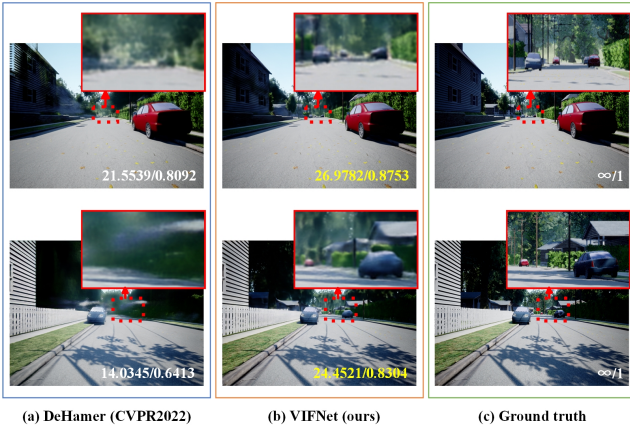 21.5539/0.8092
26.9782/0.8753
∞/1
14.0345/0.6413
24.4521/0.8304
∞/1
(a) DeHamer (CVPR2022)
(b) VIFNet (ours)
(c) Ground truth